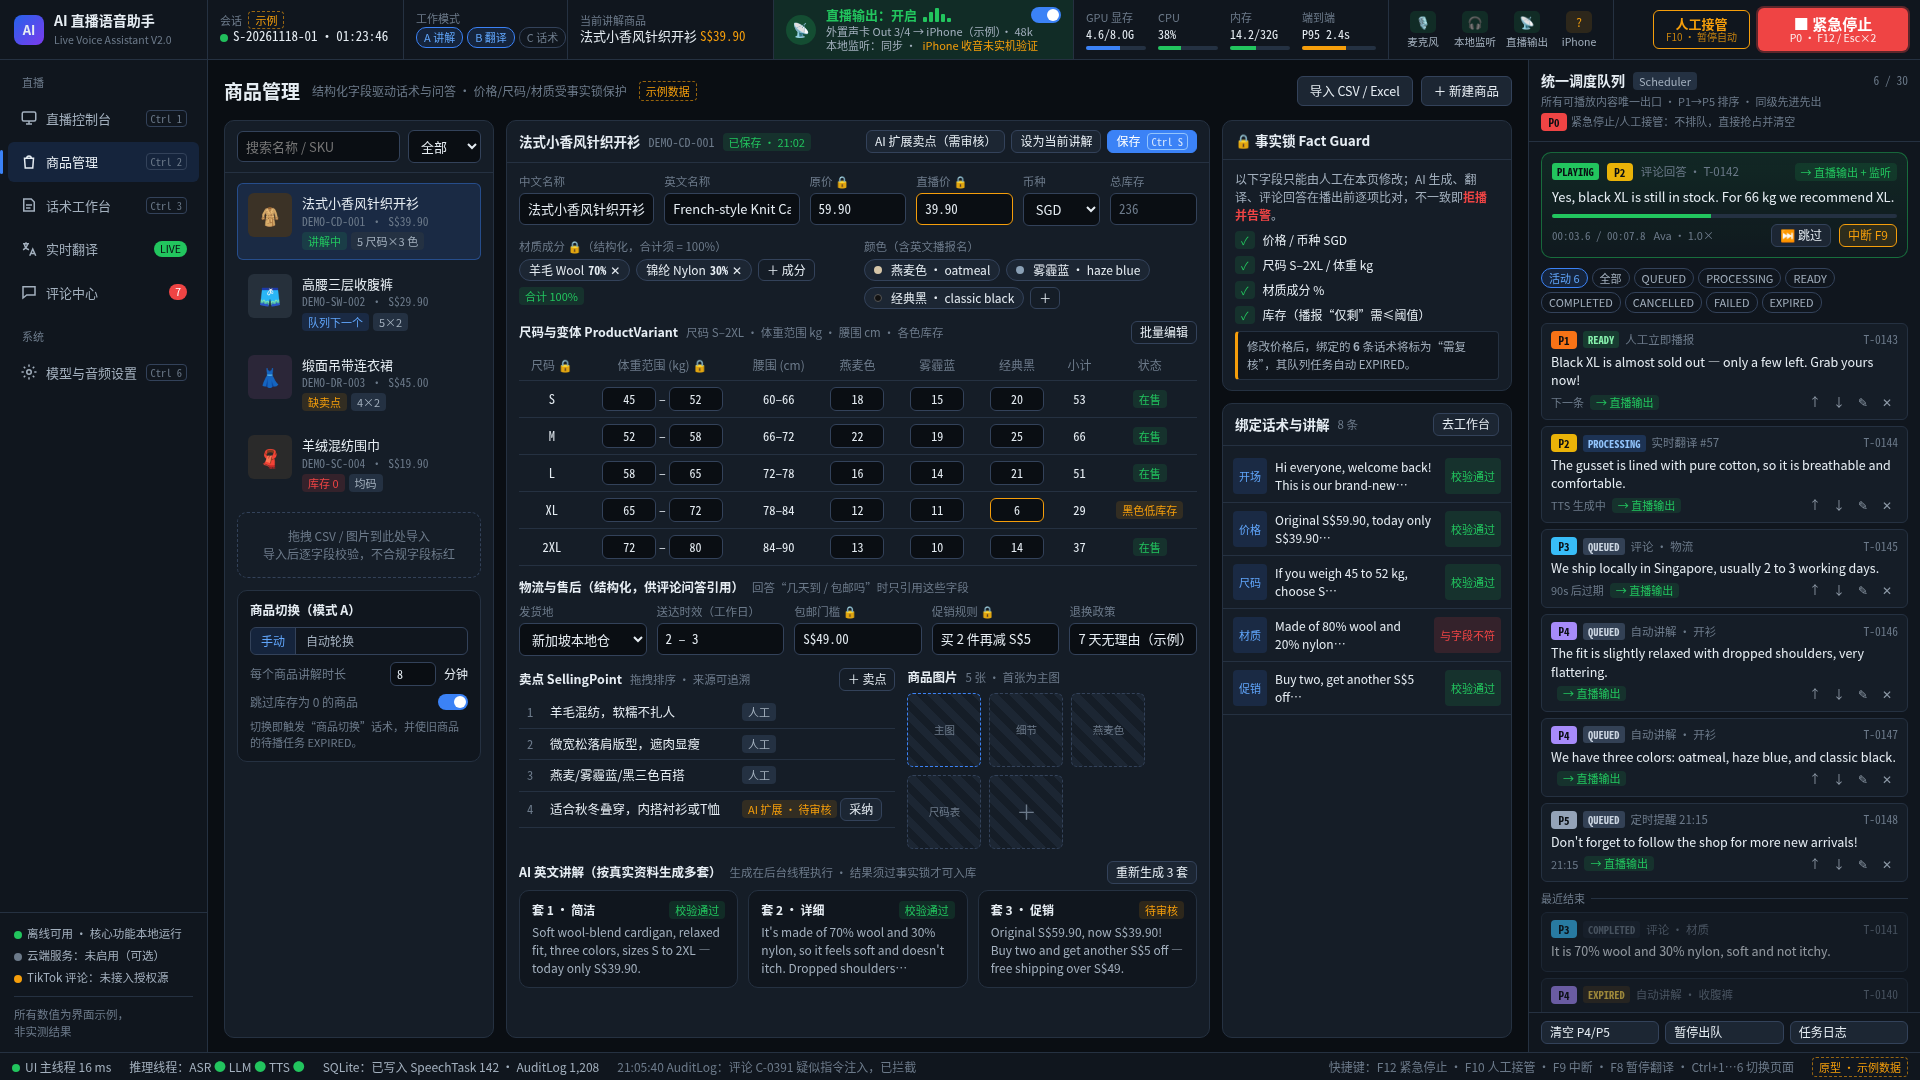 AI
AI 直播语音助手
Live Voice Assistant V2.0
会话 示例
S-20261118-01 · 01:23:46
工作模式
A 讲解 B 翻译 C 话术
当前讲解商品
法式小香风针织开衫 S$39.90
直播输出：开启
外置声卡 Out 3/4→iPhone（示例）· 48k
本地监听：同步 · iPhone 收音未实机验证
GPU 显存
4.6/8.0G
CPU
38%
内存
14.2/32G
端到端
P95 2.4s
麦克风
本地监听
直播输出
?
iPhone
人工接管
F10 · 暂停自动
紧急停止
P0 · F12 / Esc×2
直播
直播控制台 Ctrl 1
商品管理 Ctrl 2
话术工作台 Ctrl 3
实时翻译 LIVE
评论中心 7
系统
模型与音频设置 Ctrl 6
离线可用 · 核心功能本地运行
云端服务：未启用（可选）
TikTok 评论：未接入授权源
所有数值为界面示例，
非实测结果
商品管理 结构化字段驱动话术与问答 · 价格/尺码/材质受事实锁保护 示例数据
导入 CSV / Excel ＋ 新建商品
搜索名称 / SKU 全部
法式小香风针织开衫
DEMO-CD-001 · S$39.90
讲解中 5 尺码×3 色
高腰三层收腹裤
DEMO-SW-002 · S$29.90
队列下一个 5×2
缎面吊带连衣裙
DEMO-DR-003 · S$45.00
缺卖点 4×2
羊绒混纺围巾
DEMO-SC-004 · S$19.90
库存 0 均码
拖拽 CSV / 图片到此处导入
导入后逐字段校验，不合规字段标红
商品切换（模式 A）
手动 自动轮换
每个商品讲解时长 8 分钟
跳过库存为 0 的商品
切换即触发“商品切换”话术，并使旧商品
的待播任务 EXPIRED。
法式小香风针织开衫 DEMO-CD-001 已保存 · 21:02
AI 扩展卖点（需审核） 设为当前讲解 保存 Ctrl S
中文名称 英文名称 原价 🔒 直播价 🔒 币种 总库存
法式小香风针织开衫 French-style Knit Ca 59.90 39.90 SGD 236
材质成分 🔒（结构化，合计须 = 100%）
羊毛 Wool 70% × 锦纶 Nylon 30% × ＋ 成分
合计 100%
颜色（含英文播报名）
燕麦色 · oatmeal 雾霾蓝 · haze blue
经典黑 · classic black ＋
尺码与变体 ProductVariant 尺码 S–2XL · 体重范围 kg · 腰围 cm · 各色库存 批量编辑
尺码 🔒 体重范围 (kg) 🔒 腰围 (cm) 燕麦色 雾霾蓝 经典黑 小计 状态
S 45 – 52 60–66 18 15 20 53 在售
M 52 – 58 66–72 22 19 25 66 在售
L 58 – 65 72–78 16 14 21 51 在售
XL 65 – 72 78–84 12 11 6 29 黑色低库存
2XL 72 – 80 84–90 13 10 14 37 在售
物流与售后（结构化，供评论问答引用） 回答“几天到 / 包邮吗”时只引用这些字段
发货地 送达时效（工作日） 包邮门槛 🔒 促销规则 🔒 退换政策
新加坡本地仓 2 – 3 S$49.00 买 2 件再减 S$5 7 天无理由（示例）
卖点 SellingPoint 拖拽排序 · 来源可追溯 ＋ 卖点
1 羊毛混纺，软糯不扎人 人工
2 微宽松落肩版型，遮肉显瘦 人工
3 燕麦/雾霾蓝/黑三色百搭 人工
4 适合秋冬叠穿，内搭衬衫或T恤 AI 扩展 · 待审核 采纳
商品图片 5 张 · 首张为主图
主图 细节 燕麦色
尺码表 ＋
AI 英文讲解（按真实资料生成多套） 生成在后台线程执行 · 结果须过事实锁才可入库 重新生成 3 套
套 1 · 简洁 校验通过
Soft wool-blend cardigan, relaxed
fit, three colors, sizes S to 2XL —
today only S$39.90.
套 2 · 详细 校验通过
It's made of 70% wool and 30%
nylon, so it feels soft and doesn't
itch. Dropped shoulders…
套 3 · 促销 待审核
Original S$59.90, now S$39.90!
Buy two and get another S$5 off —
free shipping over S$49.
🔒 事实锁 Fact Guard
以下字段只能由人工在本页修改；AI 生成、翻
译、评论回答在播出前逐项比对，不一致即拒播
并告警。
✓ 价格 / 币种 SGD
✓ 尺码 S–2XL / 体重 kg
✓ 材质成分 %
✓ 库存（播报“仅剩”需≤阈值）
修改价格后，绑定的 6 条话术将标为“需复
核”，其队列任务自动 EXPIRED。
绑定话术与讲解 8 条 去工作台
开场 Hi everyone, welcome back!
This is our brand-new… 校验通过
价格 Original S$59.90, today only
S$39.90… 校验通过
尺码 If you weigh 45 to 52 kg,
choose S… 校验通过
材质 Made of 80% wool and
20% nylon… 与字段不符
促销 Buy two, get another S$5
off… 校验通过
统一调度队列 Scheduler 6 / 30
所有可播放内容唯一出口 · P1→P5 排序 · 同级先进先出
P0 紧急停止/人工接管：不排队，直接抢占并清空
PLAYING P2 评论回答 · T-0142 → 直播输出 + 监听
Yes, black XL is still in stock. For 66 kg we recommend XL.
00:03.6 / 00:07.8 Ava · 1.0× ⏩ 跳过 中断 F9
活动 6 全部 QUEUED PROCESSING READY
COMPLETED CANCELLED FAILED EXPIRED
P1 READY 人工立即播报 T-0143
Black XL is almost sold out — only a few left. Grab yours
now!
下一条 → 直播输出 ↑ ↓ ✎ ×
P2 PROCESSING 实时翻译 #57 T-0144
The gusset is lined with pure cotton, so it is breathable and
comfortable.
TTS 生成中 → 直播输出 ↑ ↓ ✎ ×
P3 QUEUED 评论 · 物流 T-0145
We ship locally in Singapore, usually 2 to 3 working days.
90s 后过期 → 直播输出 ↑ ↓ ✎ ×
P4 QUEUED 自动讲解 · 开衫 T-0146
The fit is slightly relaxed with dropped shoulders, very
flattering.
→ 直播输出 ↑ ↓ ✎ ×
P4 QUEUED 自动讲解 · 开衫 T-0147
We have three colors: oatmeal, haze blue, and classic black.
→ 直播输出 ↑ ↓ ✎ ×
P5 QUEUED 定时提醒 21:15 T-0148
Don't forget to follow the shop for more new arrivals!
21:15 → 直播输出 ↑ ↓ ✎ ×
最近结束
P3 COMPLETED 评论 · 材质 T-0141
It is 70% wool and 30% nylon, soft and not itchy.
P4 EXPIRED 自动讲解 · 收腹裤 T-0140
清空 P4/P5 暂停出队 任务日志
UI 主线程 16 ms 推理线程：ASR LLM TTS SQLite：已写入 SpeechTask 142 · AuditLog 1,208 21:05:40 AuditLog：评论 C-0391 疑似指令注入，已拦截
快捷键：F12 紧急停止 · F10 人工接管 · F9 中断 · F8 暂停翻译 · Ctrl+1…6 切换页面 原型 · 示例数据